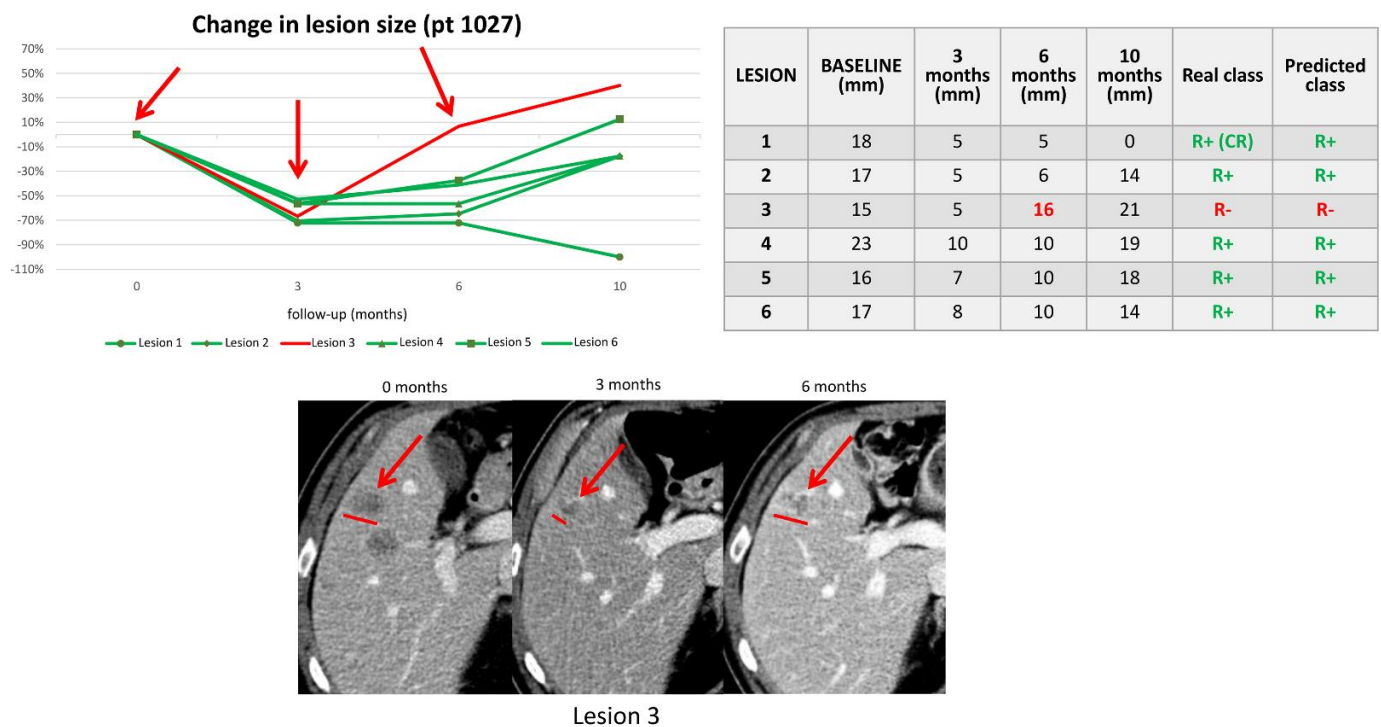 Change in lesion size (pt 1027)
70%
50%
30%
10%
-10%
-30%
-50%
-70%
-90%
-110%
0 3 6 10
follow-up (months)
Lesion 1 Lesion 2 Lesion 3 Lesion 4 Lesion 5 Lesion 6
LESION BASELINE (mm) 3 months (mm) 6 months (mm) 10 months (mm) Real class Predicted class
1 18 5 5 0 R+ (CR) R+
2 17 5 6 14 R+ R+
3 15 5 16 21 R- R-
4 23 10 10 19 R+ R+
5 16 7 10 18 R+ R+
6 17 8 10 14 R+ R+
0 months 3 months 6 months
Lesion 3